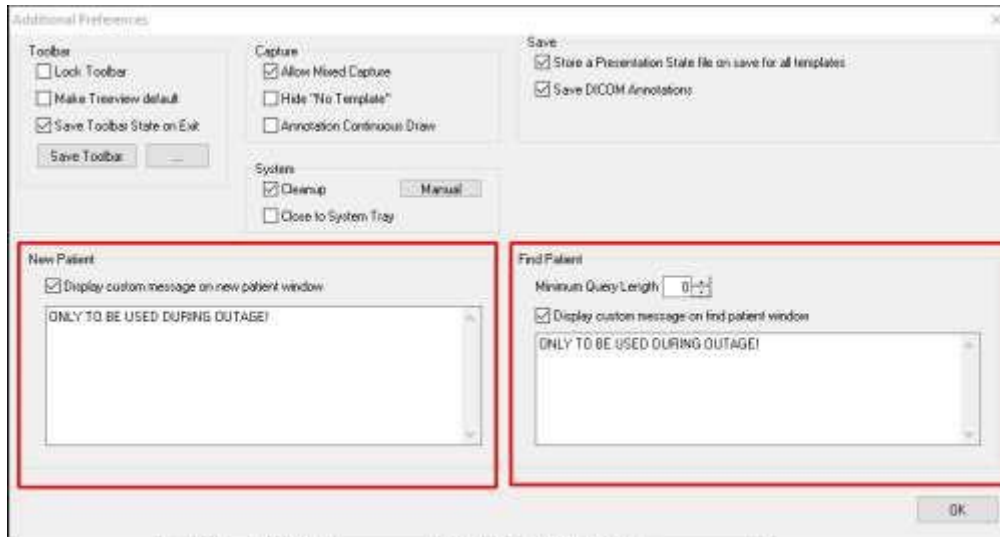 Additional Preferences
Toolbar
Lock Toolbar
Make Treeview default
Save Toolbar State on Exit
Save Toolbar
...
Capture
Allow Mixed Capture
Hide "No Template"
Annotation Continuous Draw
System
Cleanup
Manual
Close to System Tray
Save
Store a Presentation State file on save for all templates
Save DICOM Annotations
New Patient
Display custom message on new patient window
ONLY TO BE USED DURING OUTAGE!
Find Patient
Minimum Query Length 0
Display custom message on find patient window
ONLY TO BE USED DURING OUTAGE!
OK